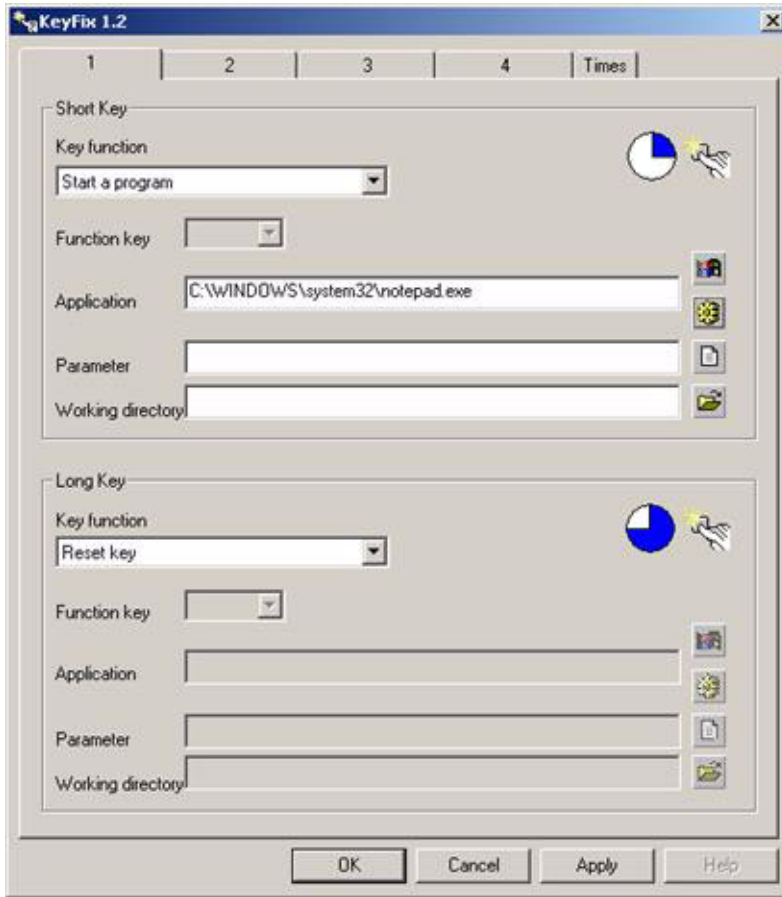 KeyFix 1.2
1 2 3 4 Times
Short Key
Key function
Start a program
Function key
Application C:\WINDOWS\system32\notepad.exe
Parameter
Working directory
Long Key
Key function
Reset key
Function key
Application
Parameter
Working directory
OK Cancel Apply Help